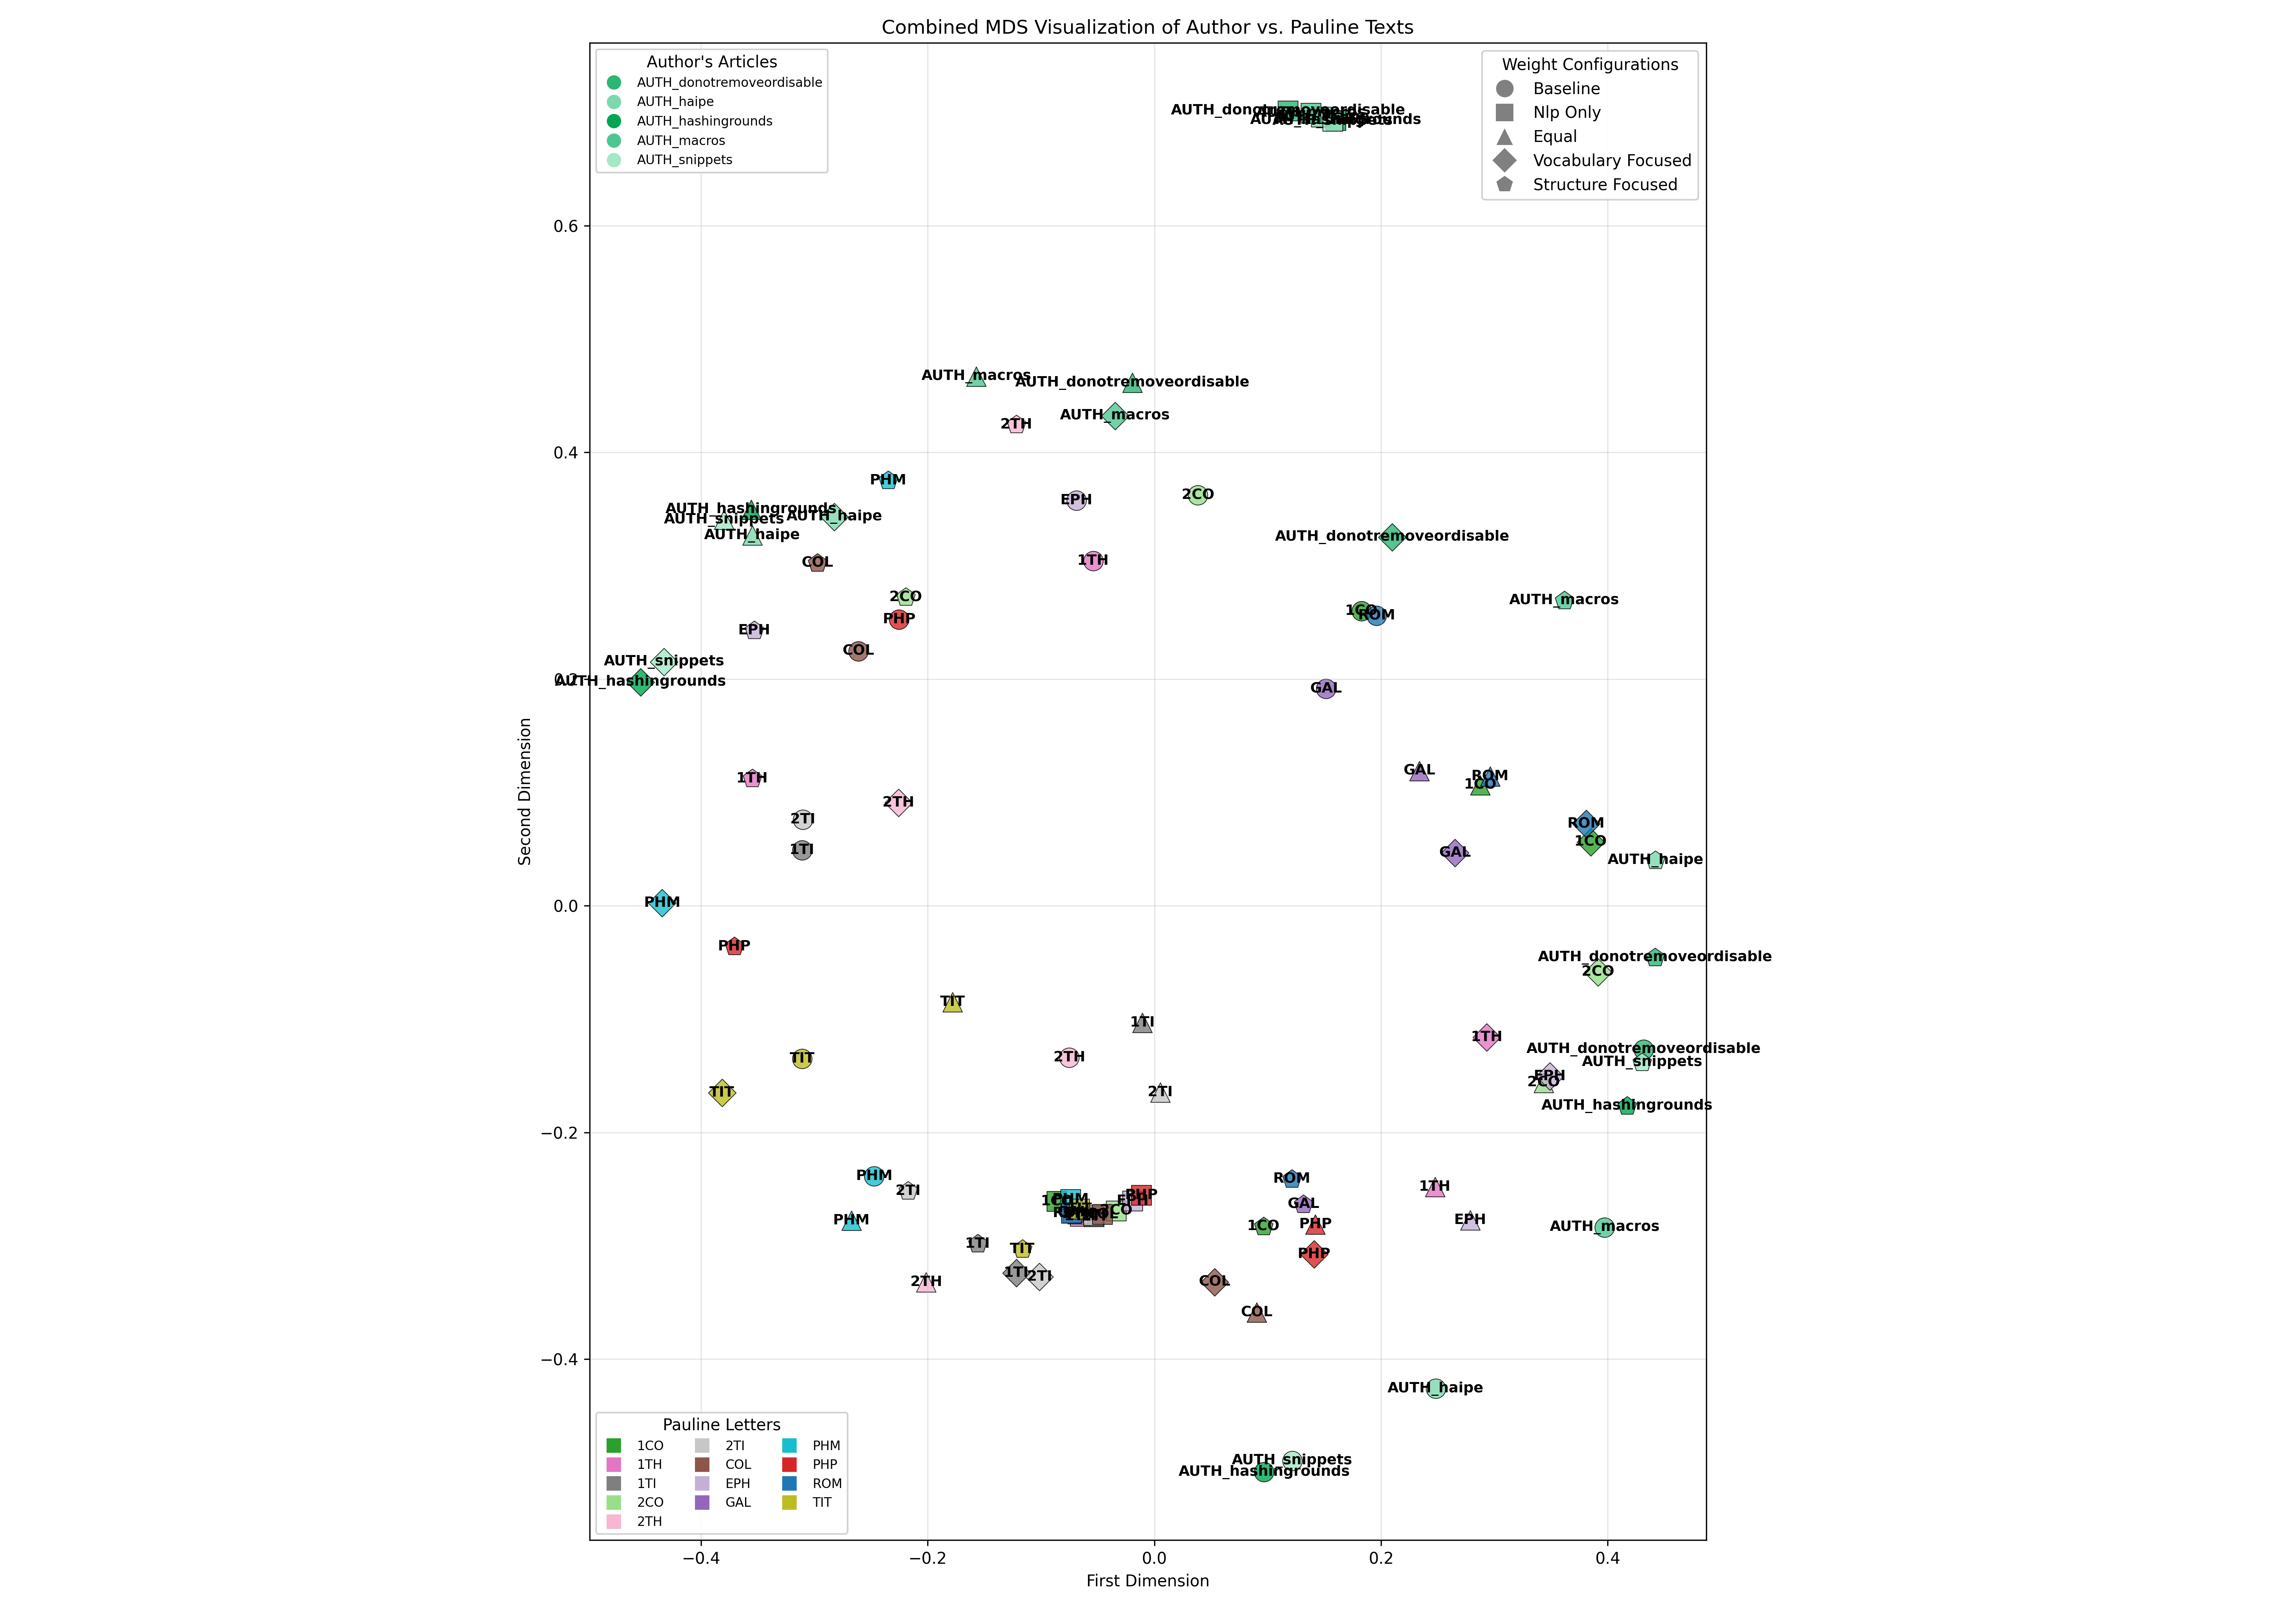 Combined MDS Visualization of Author vs. Pauline Texts
Author's Articles
AUTH_donotremoveordisable
AUTH_haipe
AUTH_hashingrounds
AUTH_macros
AUTH_snippets
Weight Configurations
Baseline
Nlp Only
Equal
Vocabulary Focused
Structure Focused
AUTH_donotremoveordisable
AUTH_macros
AUTH_donotremoveordisable
AUTH_macros
2TH
PHM
EPH
2CO
AUTH_hashingrounds
AUTH_snippets
AUTH_haipe
AUTH_haipe
AUTH_donotremoveordisable
COL
1TH
2CO
AUTH_macros
PHP
1CO
ROM
EPH
COL
AUTH_snippets
AUTH_hashingrounds
GAL
1TH
2TH
2TI
1TI
GAL
ROM
1CO
ROM
1CO
GAL
AUTH_haipe
PHM
PHP
AUTH_donotremoveordisable
2CO
TIT
1TI
1TH
TIT
2TH
AUTH_donotremoveordisable
AUTH_snippets
TIT
2TI
EPH
2CO
AUTH_hashingrounds
PHM
2TI
ROM
1TH
PHM
PHP
EPH
GAL
1CO
PHP
EPH
AUTH_macros
1TI
TIT
PHP
1TI
2TI
2TH
COL
COL
AUTH_haipe
AUTH_snippets
AUTH_hashingrounds
Pauline Letters
1CO
1TH
1TI
2CO
2TH
2TI
COL
EPH
GAL
PHM
PHP
ROM
TIT
0.6
0.4
0.0
−0.2
−0.4
Second Dimension
−0.4
−0.2
0.0
0.2
0.4
First Dimension